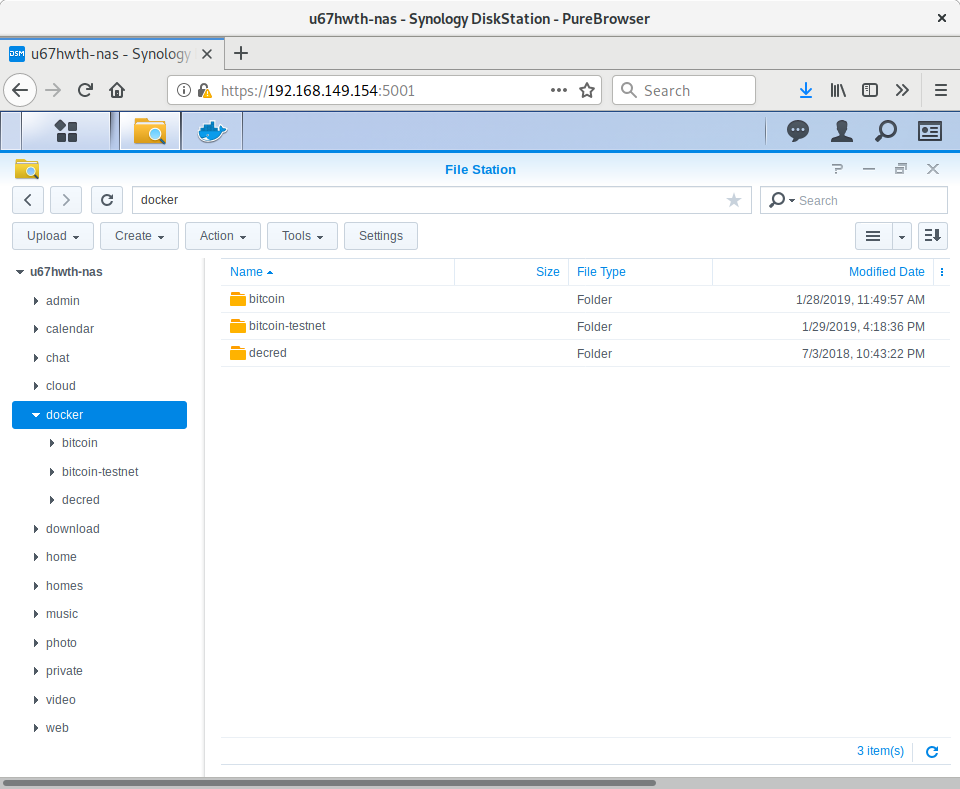 u67hwth-nas - Synology DiskStation - PureBrowser
DSM u67hwth-nas - Synology
https://192.168.149.154:5001
Search
File Station
docker
Search
Upload
Create
Action
Tools
Settings
u67hwth-nas
admin
calendar
chat
cloud
docker
bitcoin
bitcoin-testnet
decred
download
home
homes
music
photo
private
video
web
Name Size File Type Modified Date
bitcoin Folder 1/28/2019, 11:49:57 AM
bitcoin-testnet Folder 1/29/2019, 4:18:36 PM
decred Folder 7/3/2018, 10:43:22 PM
3 item(s)